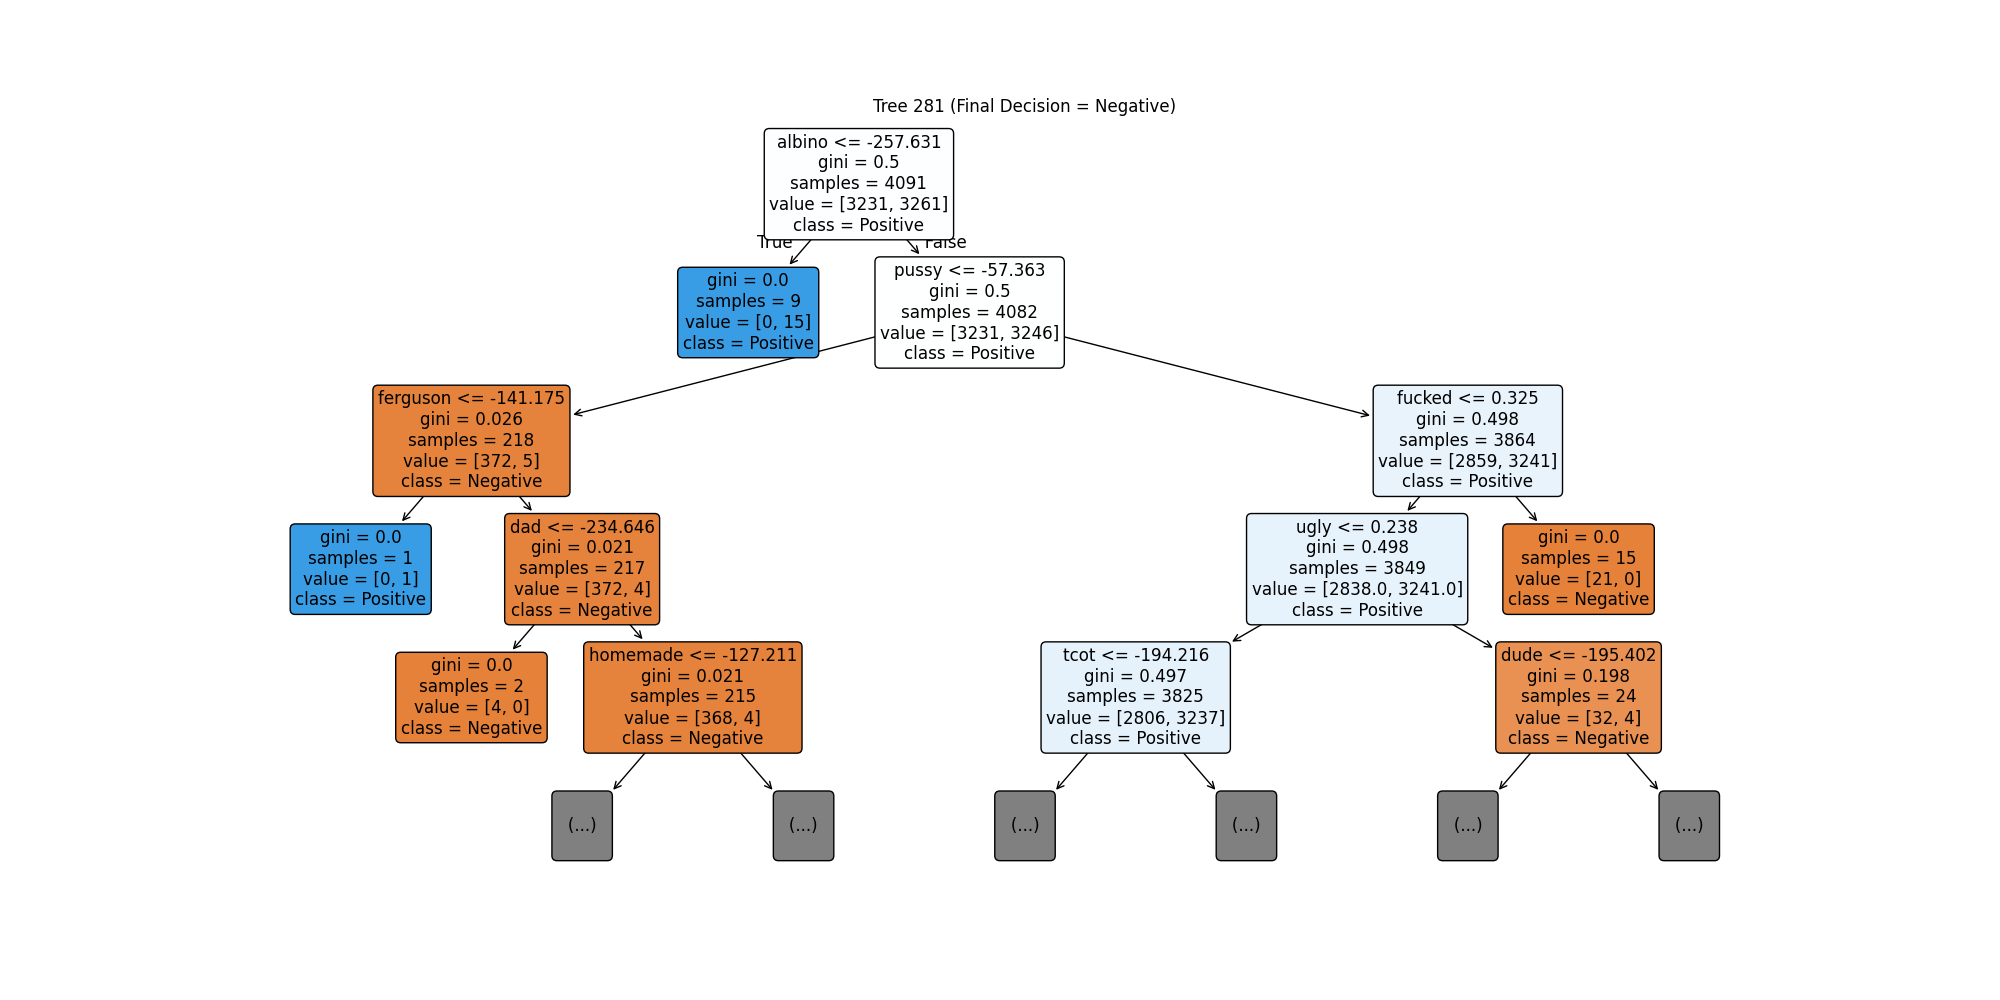 Tree 281 (Final Decision = Negative)
albino <= -257.631
gini = 0.5
samples = 4091
value = [3231, 3261]
class = Positive
True
False
gini = 0.0
samples = 9
value = [0, 15]
class = Positive
pussy <= -57.363
gini = 0.5
samples = 4082
value = [3231, 3246]
class = Positive
ferguson <= -141.175
gini = 0.026
samples = 218
value = [372, 5]
class = Negative
fucked <= 0.325
gini = 0.498
samples = 3864
value = [2859, 3241]
class = Positive
gini = 0.0
samples = 1
value = [0, 1]
class = Positive
dad <= -234.646
gini = 0.021
samples = 217
value = [372, 4]
class = Negative
ugly <= 0.238
gini = 0.498
samples = 3849
value = [2838.0, 3241.0]
class = Positive
gini = 0.0
samples = 15
value = [21, 0]
class = Negative
gini = 0.0
samples = 2
value = [4, 0]
class = Negative
homemade <= -127.211
gini = 0.021
samples = 215
value = [368, 4]
class = Negative
tcot <= -194.216
gini = 0.497
samples = 3825
value = [2806, 3237]
class = Positive
dude <= -195.402
gini = 0.198
samples = 24
value = [32, 4]
class = Negative
(...)
(...)
(...)
(...)
(...)
(...)